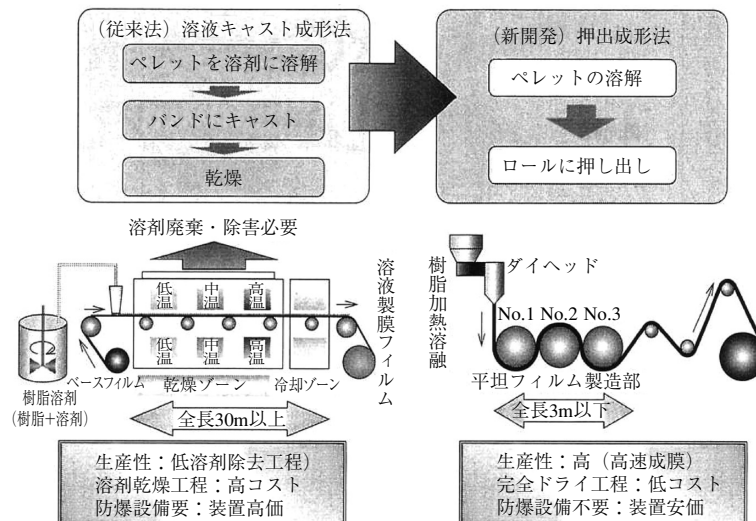 (従来法)溶液キャスト成形法
ペレットを溶剤に溶解
バンドにキャスト
乾燥
(新開発)押出成形法
ペレットの溶解
ロールに押し出し
溶剤廃棄・除害必要
低温
中温
高温
低温
中温
高温
溶液製膜フィルム
ベースフィルム
乾燥ゾーン
冷却ゾーン
樹脂溶剤
(樹脂+溶剤)
全長30m以上
生産性:低溶剤除去工程)
溶剤乾燥工程:高コスト
防爆設備要:装置高価
樹脂加熱溶融
ダイヘッド
No.1 No.2 No.3
平坦フィルム製造部
全長3m以下
生産性:高(高速成膜)
完全ドライ工程:低コスト
防爆設備不要:装置安価